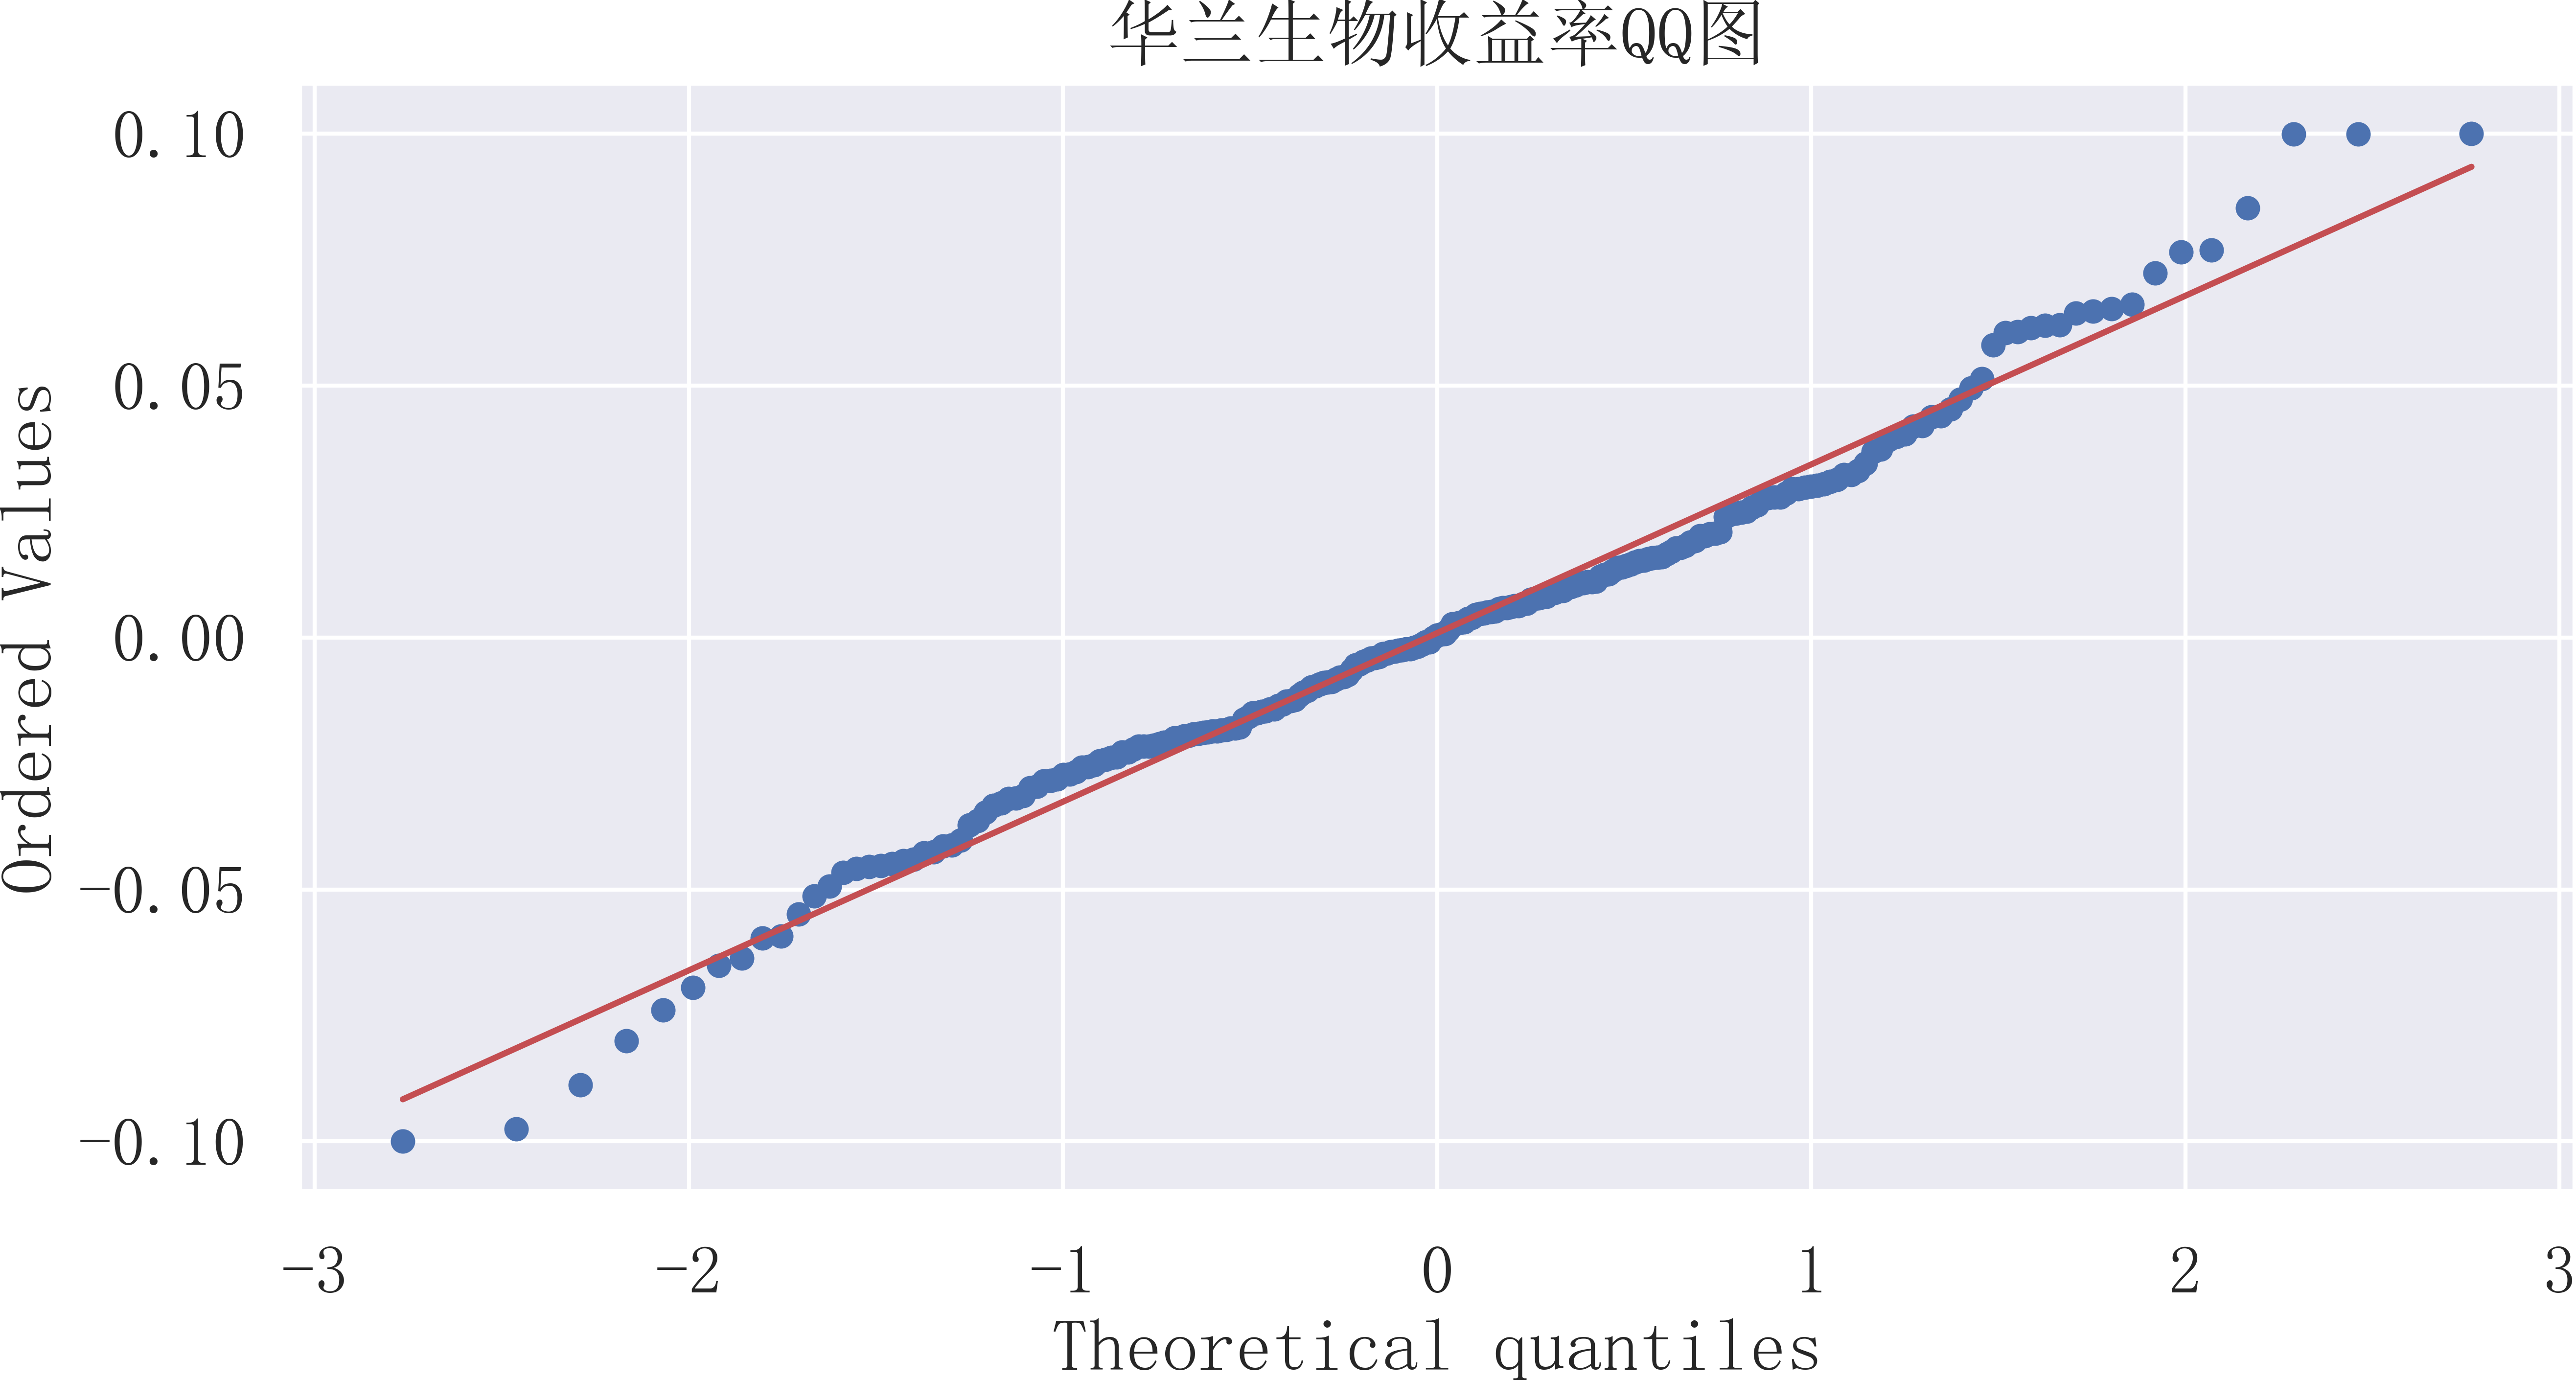 华兰生物收益率QQ图
0.10
0.05
0.00
−0.05
−0.10
Ordered Values
−3 −2 −1 0 1 2 3
Theoretical quantiles